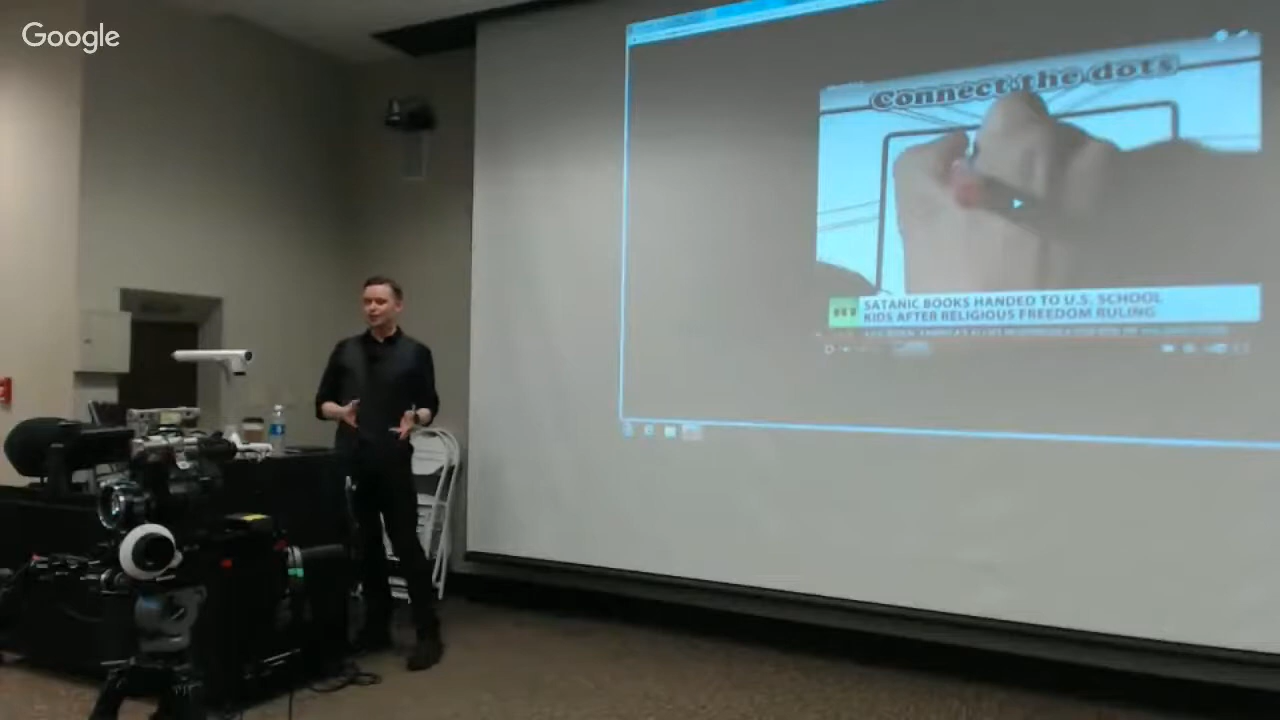 Google
Connect the dots
RT
SATANIC BOOKS HANDED TO U.S. SCHOOL
KIDS AFTER RELIGIOUS FREEDOM RULING